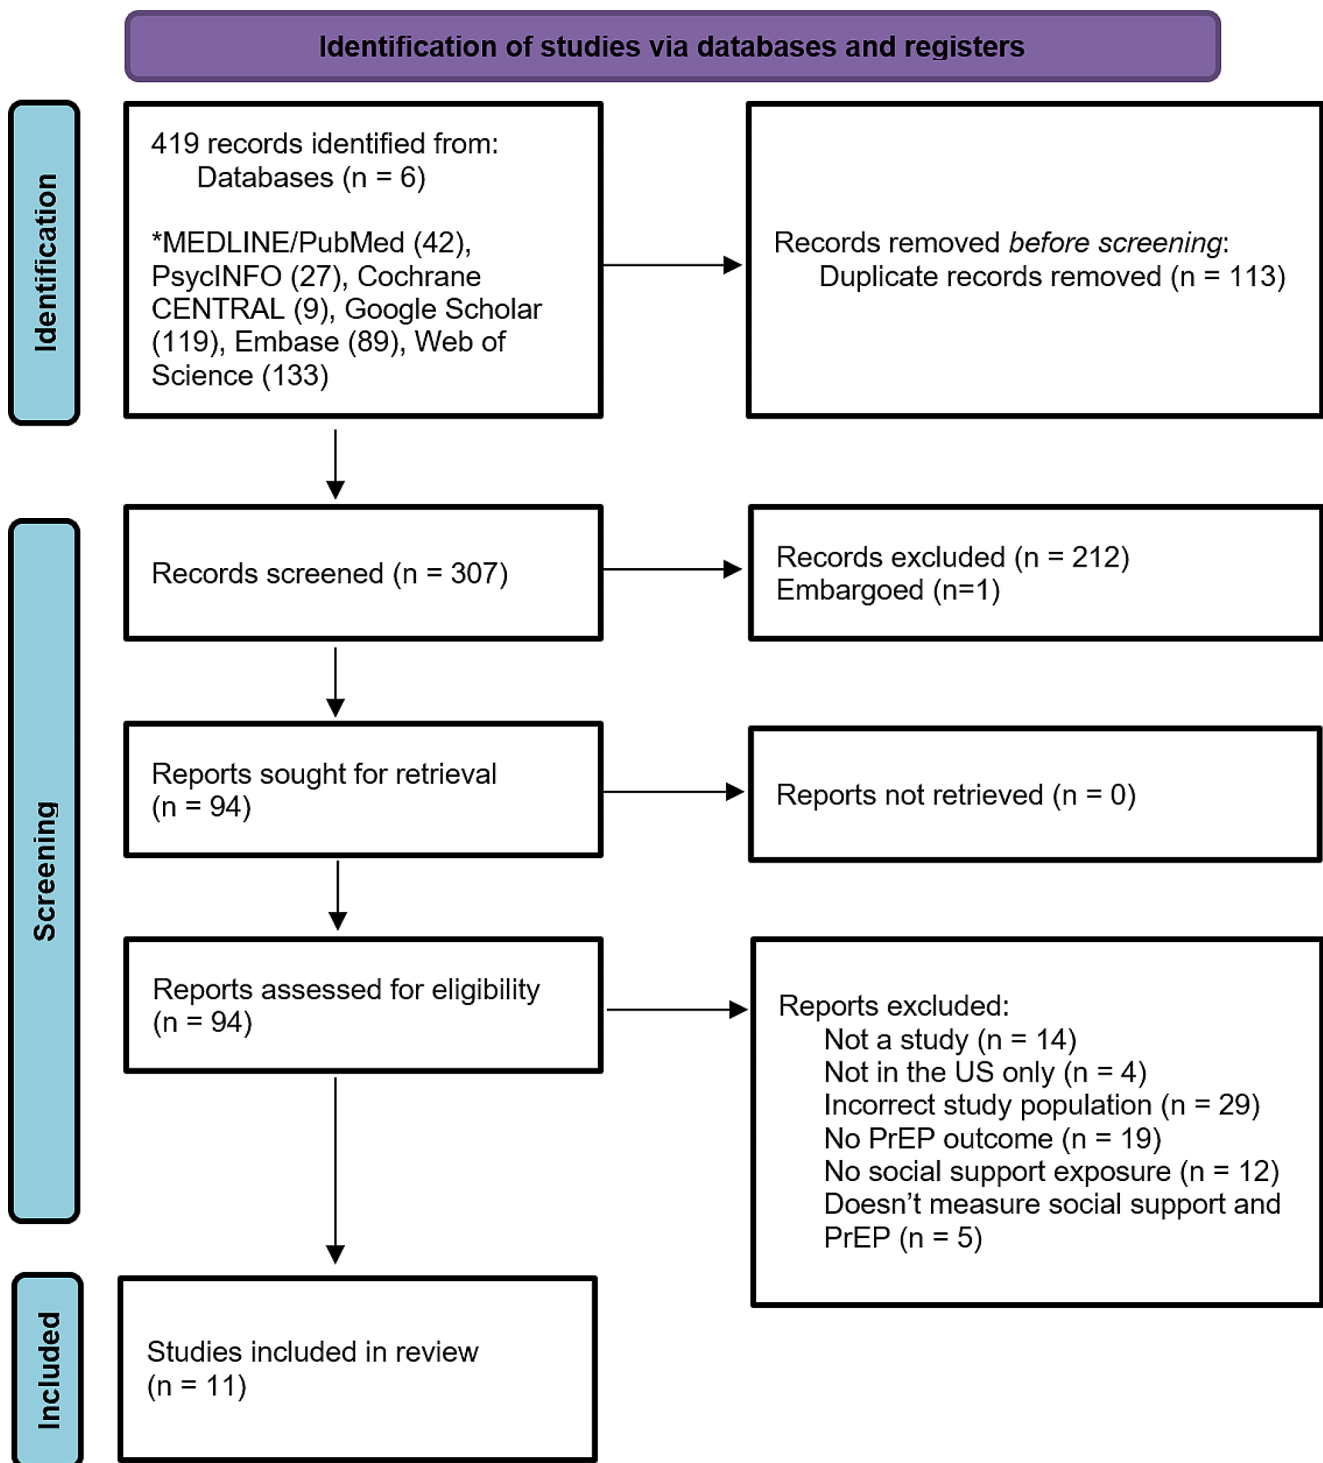 Identification of studies via databases and registers
Identification
419 records identified from:
Databases (n = 6)
*MEDLINE/PubMed (42),
PsycINFO (27), Cochrane
CENTRAL (9), Google Scholar
(119), Embase (89), Web of
Science (133)
Records removed before screening:
Duplicate records removed (n = 113)
Screening
Records screened (n = 307)
Records excluded (n = 212)
Embargoed (n=1)
Reports sought for retrieval
(n = 94)
Reports not retrieved (n = 0)
Reports assessed for eligibility
(n = 94)
Reports excluded:
Not a study (n = 14)
Not in the US only (n = 4)
Incorrect study population (n = 29)
No PrEP outcome (n = 19)
No social support exposure (n = 12)
Doesn’t measure social support and
PrEP (n = 5)
Included
Studies included in review
(n = 11)